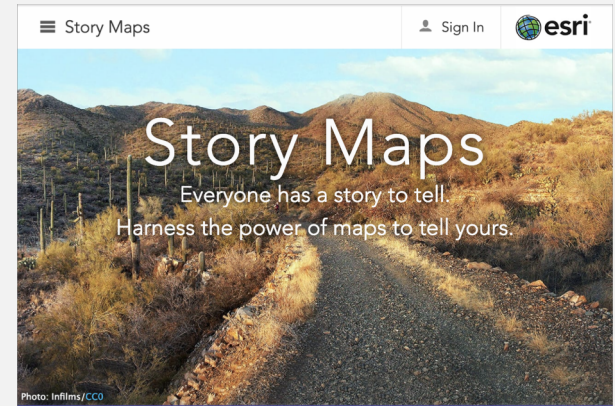 Story Maps
Sign In
esri
Story Maps
Everyone has a story to tell.
Harness the power of maps to tell yours.
Photo: Infilms/CC0